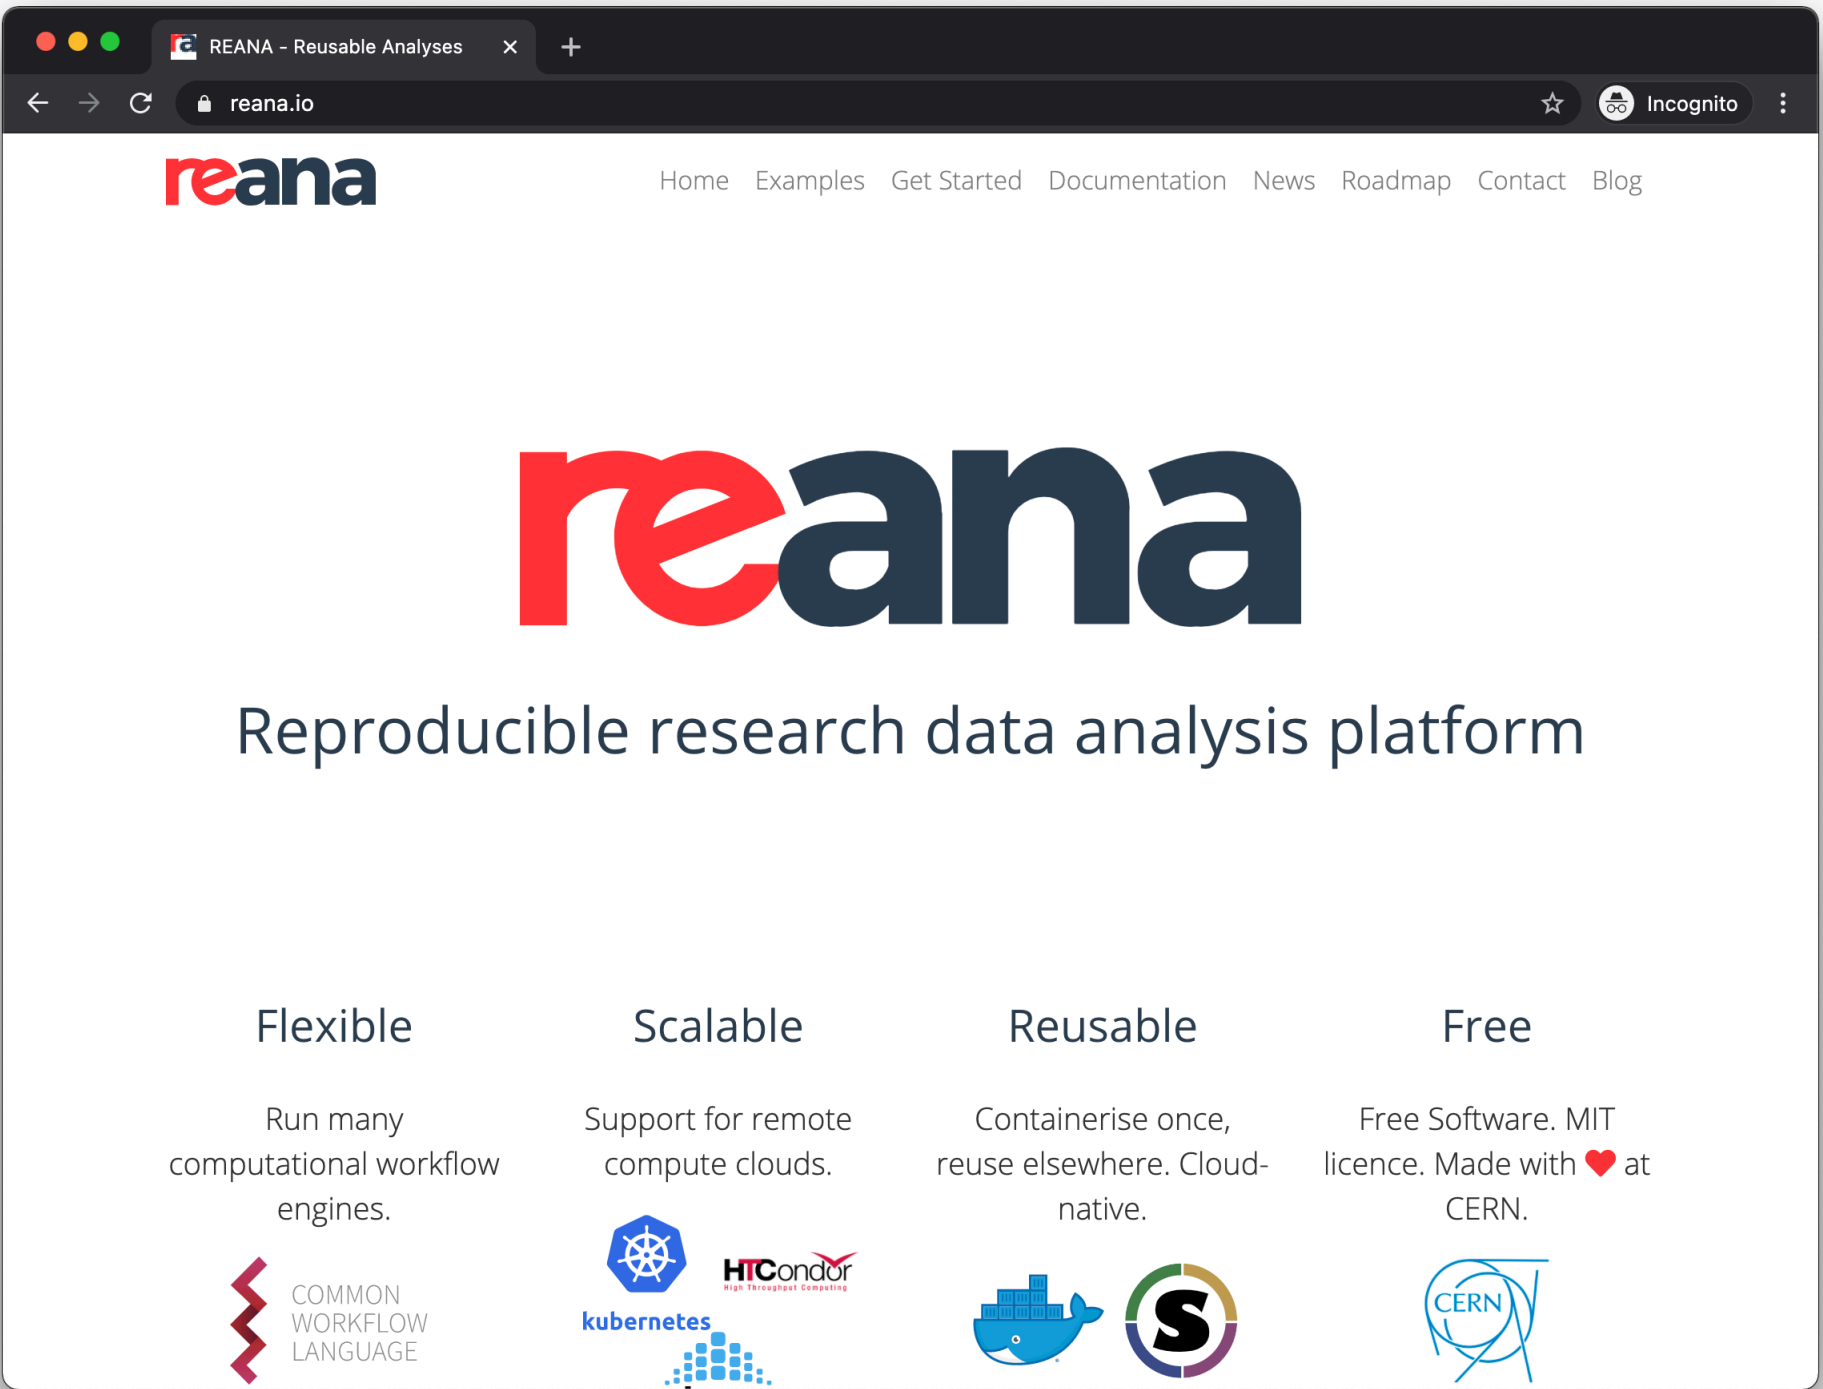 REANA - Reusable Analyses
reana.io
Incognito
reana
Home Examples Get Started Documentation News Roadmap Contact Blog
reana
Reproducible research data analysis platform
Flexible
Run many
computational workflow
engines.
COMMON
WORKFLOW
LANGUAGE
Scalable
Support for remote
compute clouds.
kubernetes
HTCondor
High Throughput Computing
Reusable
Containerise once,
reuse elsewhere. Cloud-
native.
S
Free
Free Software. MIT
licence. Made with ❤ at
CERN.
CERN